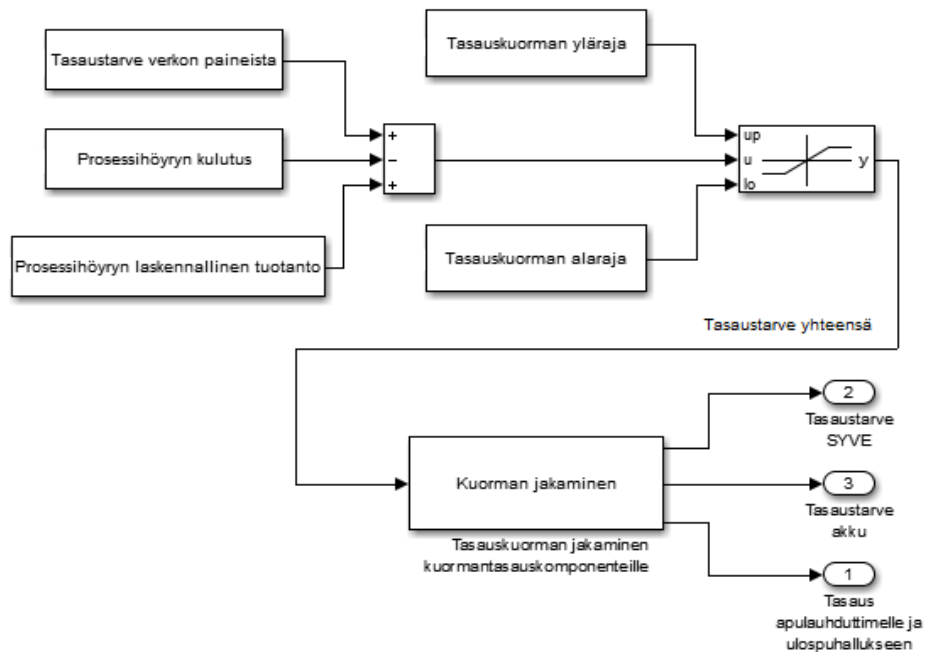 Tasaustarve verkon paineista
Tasauskuorman yläraja
Prosessihöyryn kulutus
+
−
+
up
u
lo
y
Prosessihöyryn laskennallinen tuotanto
Tasauskuorman alaraja
Tasaustarve yhteensä
2
Tasaustarve
SYVE
Kuorman jakaminen
3
Tasaustarve
akku
Tasauskuorman jakaminen
kuormantasauskomponenteille
1
Tasaus
apulauhduttimelle ja
ulospuhallukseen